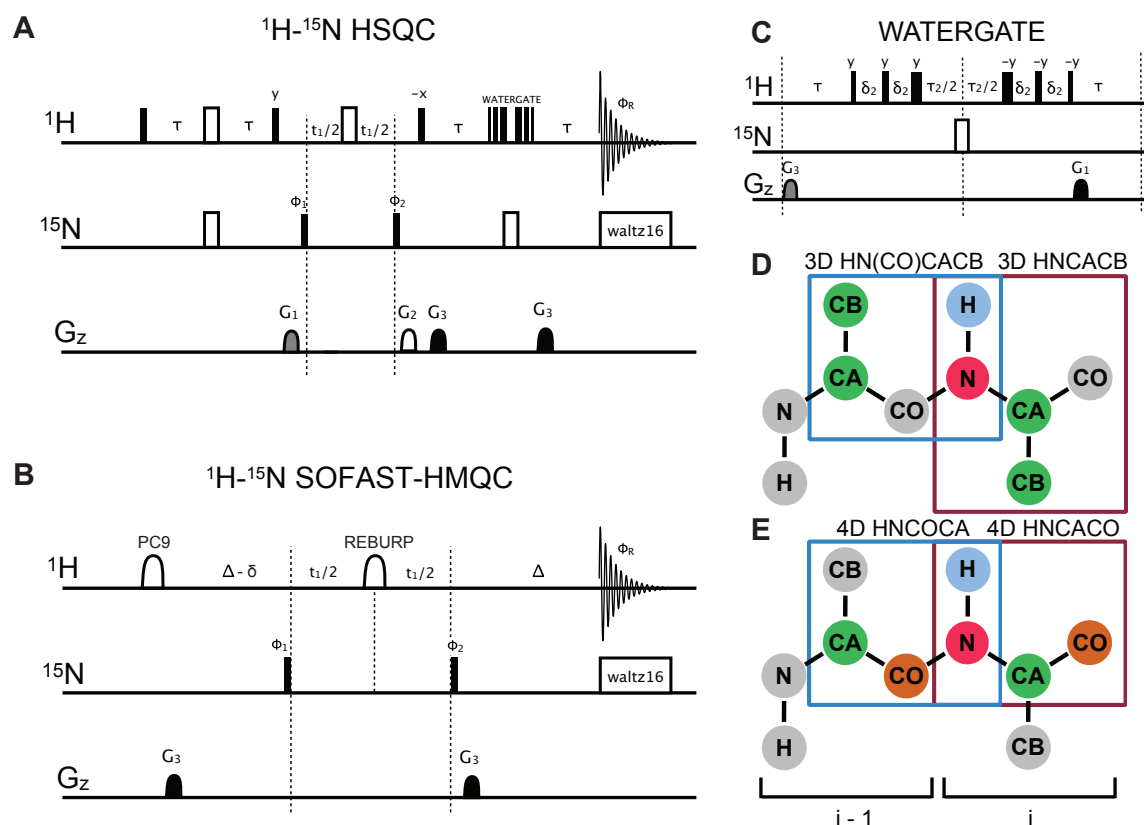 A
¹H-¹⁵N HSQC
y
-x
WATERGATE
Φ_R
¹H
τ
τ
t₁/2
t₁/2
τ
τ
Φ₁
Φ₂
¹⁵N
waltz16
G₁
G₂
G₃
G₃
G_z
B
¹H-¹⁵N SOFAST-HMQC
PC9
REBURP
Φ_R
¹H
Δ - δ
t₁/2
t₁/2
Δ
Φ₁
Φ₂
¹⁵N
waltz16
G₃
G₃
G_z
C
WATERGATE
y
y
y
-y
-y
-y
¹H
τ
δ₂
δ₂
τ₂/2
τ₂/2
δ₂
δ₂
τ
¹⁵N
G₃
G₁
G_z
D
3D HN(CO)CACB
3D HNCACB
CB
H
CA
N
CO
N
CO
CA
H
CB
E
4D HNCOCA
4D HNCACO
CB
H
CA
N
CO
N
CO
CA
H
CB
i - 1
i